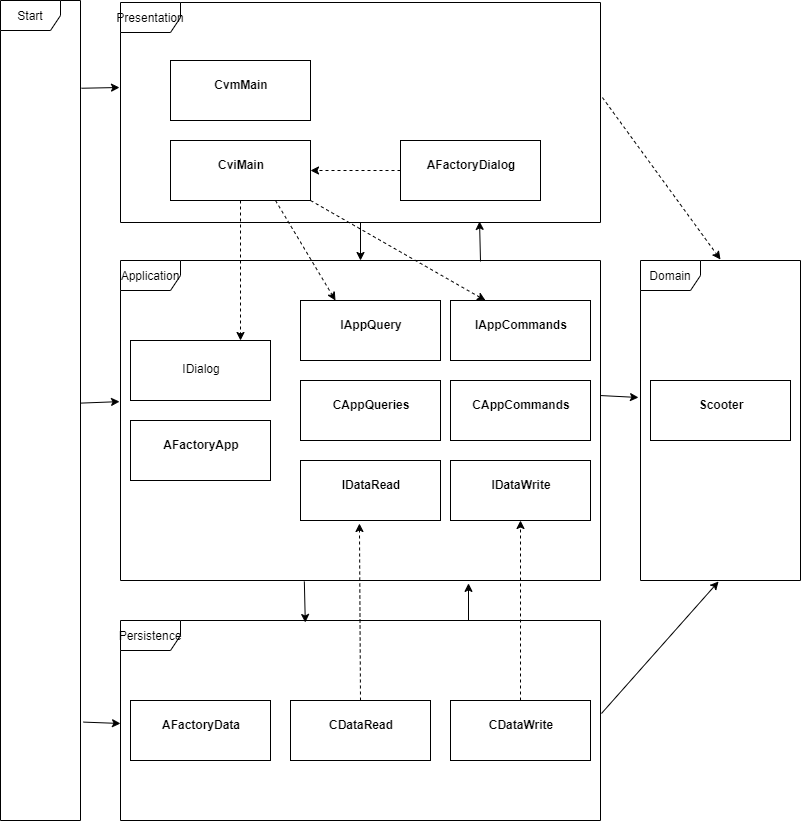 Start
Presentation
CvmMain
CviMain
AFactoryDialog
Application
Domain
IAppQuery
IAppCommands
IDialog
CAppQueries
CAppCommands
Scooter
AFactoryApp
IDataRead
IDataWrite
Persistence
AFactoryData
CDataRead
CDataWrite